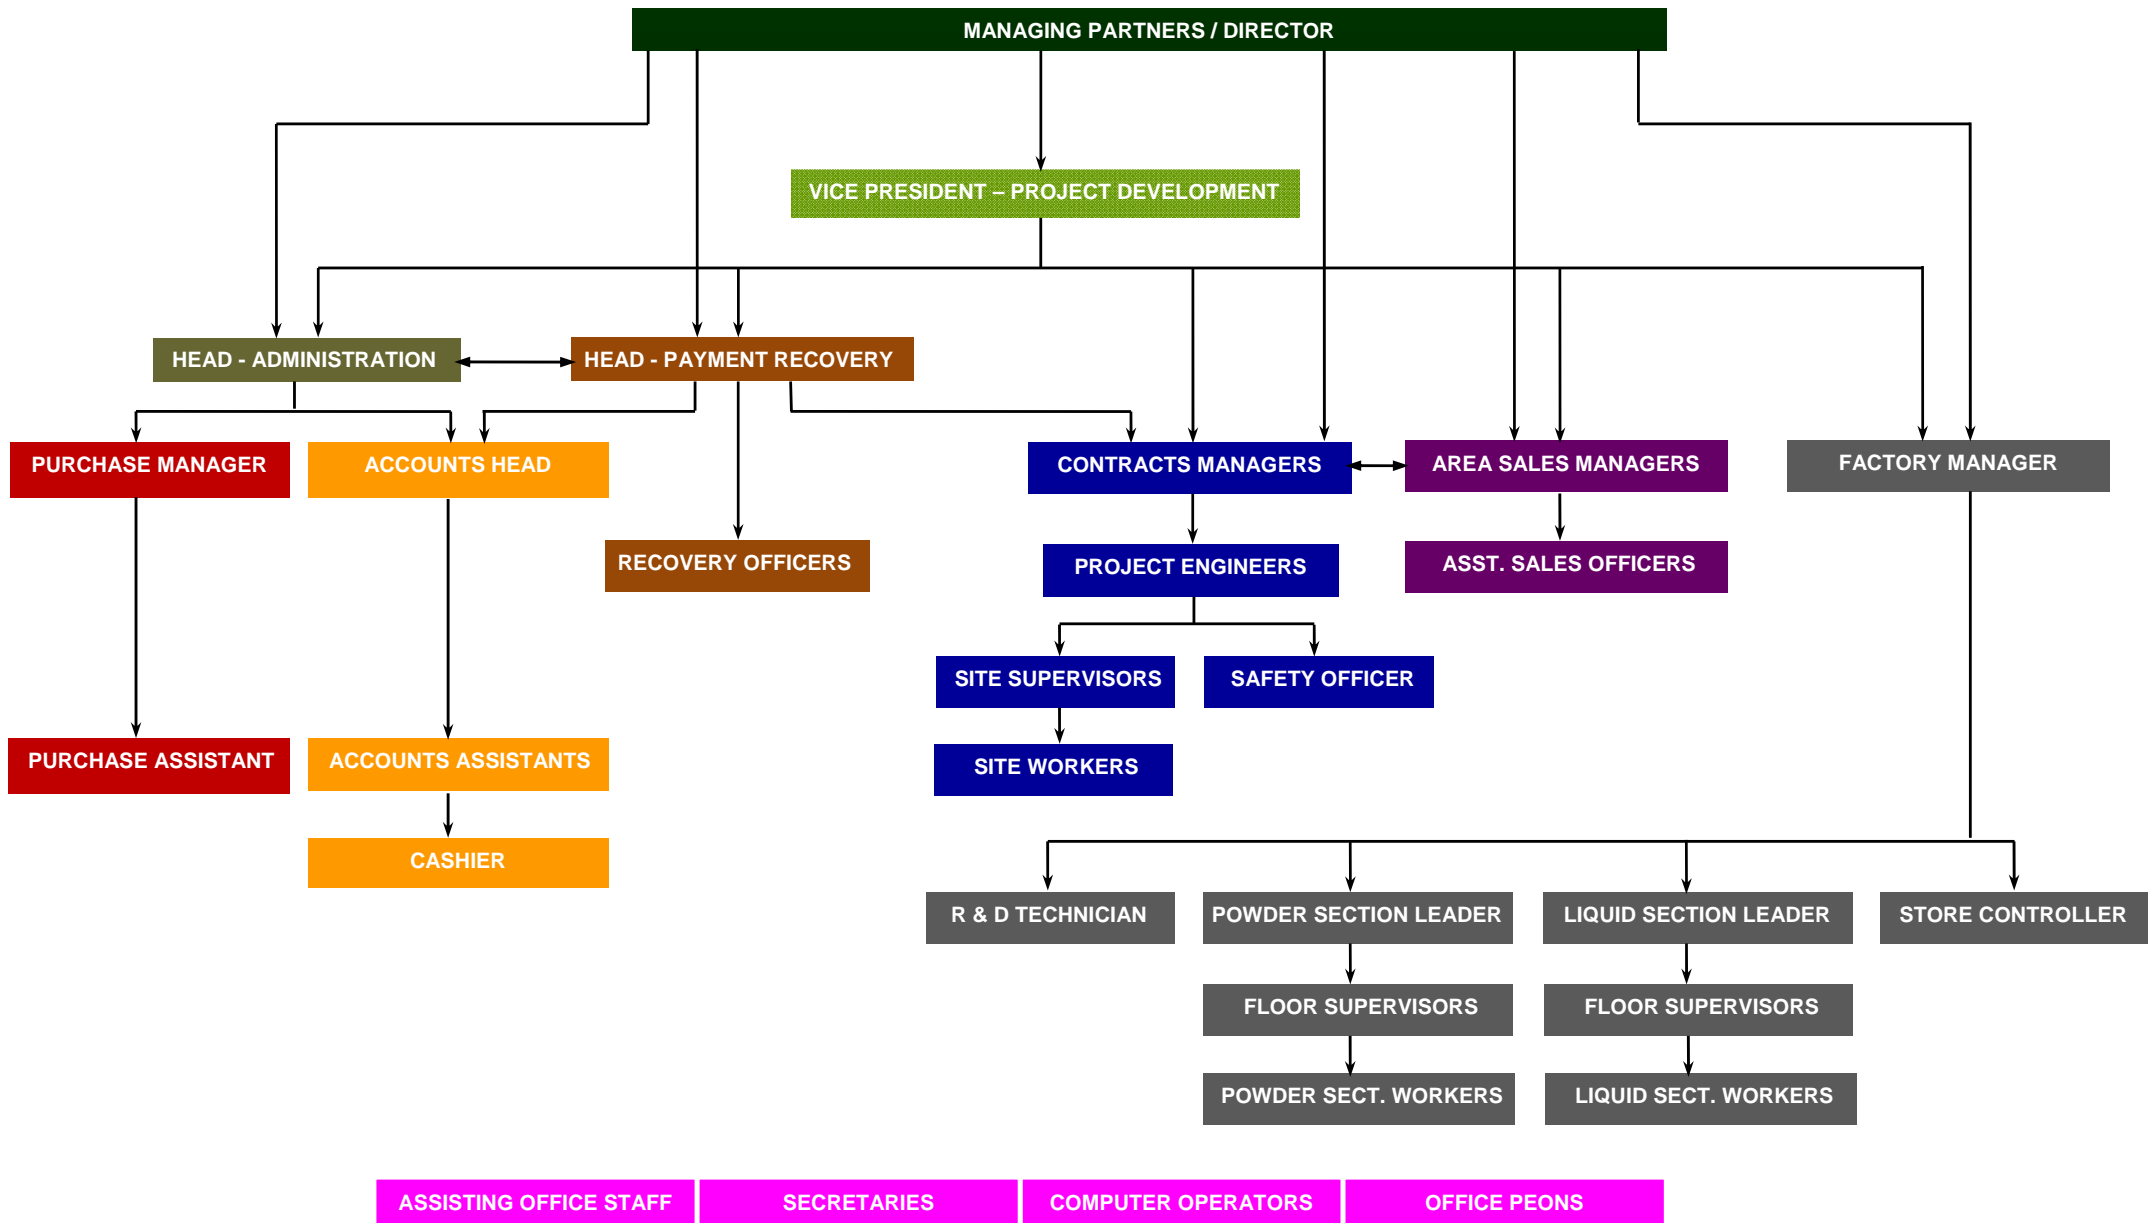 MANAGING PARTNERS / DIRECTOR
VICE PRESIDENT – PROJECT DEVELOPMENT
HEAD - ADMINISTRATION
HEAD - PAYMENT RECOVERY
PURCHASE MANAGER
ACCOUNTS HEAD
CONTRACTS MANAGERS
AREA SALES MANAGERS
FACTORY MANAGER
RECOVERY OFFICERS
PROJECT ENGINEERS
ASST. SALES OFFICERS
SITE SUPERVISORS
SAFETY OFFICER
PURCHASE ASSISTANT
ACCOUNTS ASSISTANTS
SITE WORKERS
CASHIER
R & D TECHNICIAN
POWDER SECTION LEADER
LIQUID SECTION LEADER
STORE CONTROLLER
FLOOR SUPERVISORS
FLOOR SUPERVISORS
POWDER SECT. WORKERS
LIQUID SECT. WORKERS
ASSISTING OFFICE STAFF
SECRETARIES
COMPUTER OPERATORS
OFFICE PEONS